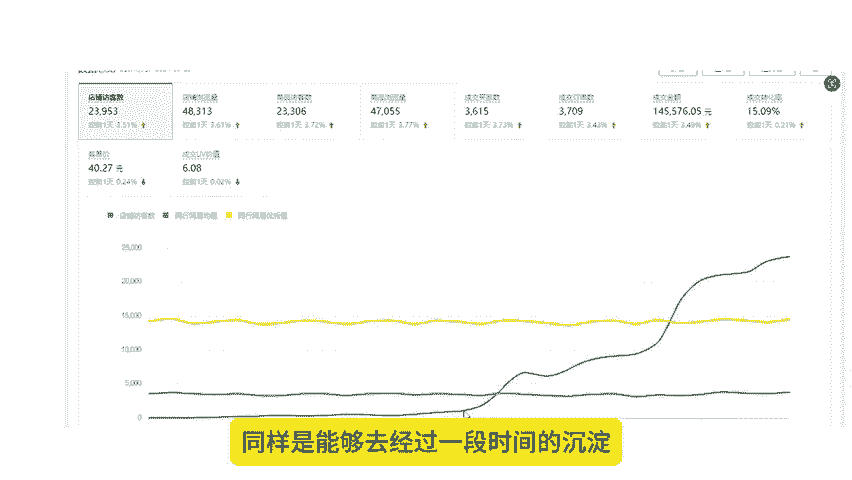 店铺访客数 店铺浏览量 商品访客数 商品浏览量 成交买家数 成交订单数 成交金额 成交转化率
23,953 48,313 23,306 47,055 3,615 3,709 145,576.05 元 15.09%
较前1天 3.51% 较前1天 3.61% 较前1天 3.72% 较前1天 3.77% 较前1天 3.73% 较前1天 3.43% 较前1天 3.49% 较前1天 0.21%
客单价 成交UV价值
40.27 元 6.08
较前1天 0.24% 较前1天 0.02%
店铺访客数 同行同层均值 同行同层优秀值
25,000
20,000
15,000
10,000
5,000
0
同样是能够去经过一段时间的沉淀